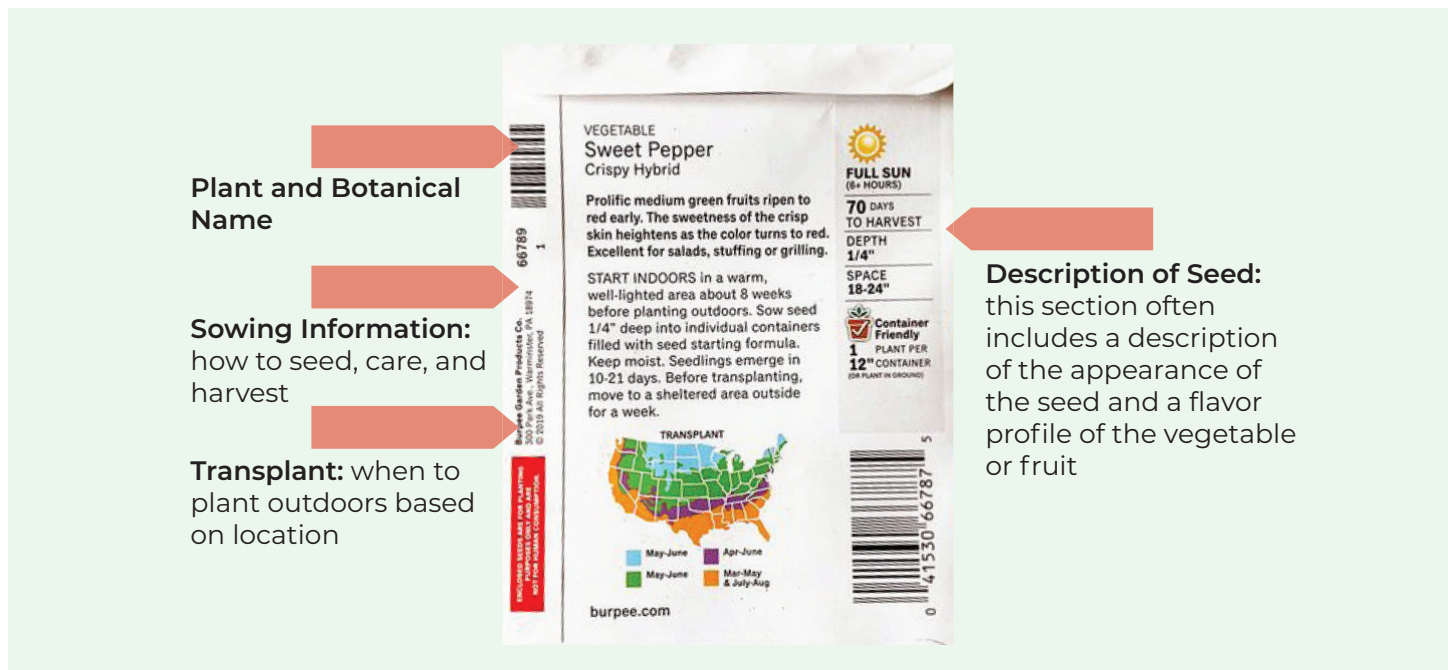 Plant and Botanical
Name
Sowing Information:
how to seed, care, and
harvest
Transplant: when to
plant outdoors based
on location
66789
1
Burpee Garden Products Co.
300 Park Ave., Warminster, PA 18974
© 2019 All Rights Reserved
ENCLOSED SEEDS ARE FOR PLANTING
PURPOSES ONLY AND ARE
NOT FOR HUMAN CONSUMPTION.
VEGETABLE
Sweet Pepper
Crispy Hybrid
Prolific medium green fruits ripen to
red early. The sweetness of the crisp
skin heightens as the color turns to red.
Excellent for salads, stuffing or grilling.
START INDOORS in a warm,
well-lighted area about 8 weeks
before planting outdoors. Sow seed
1/4" deep into individual containers
filled with seed starting formula.
Keep moist. Seedlings emerge in
10-21 days. Before transplanting,
move to a sheltered area outside
for a week.
TRANSPLANT
May-June
Apr-June
May-June
Mar-May
& July-Aug
burpee.com
FULL SUN
(6+ HOURS)
70 DAYS
TO HARVEST
DEPTH
1/4"
SPACE
18-24"
Container
Friendly
1 PLANT PER
12" CONTAINER
(OR PLANT IN GROUND)
0 41530 66787 5
Description of Seed:
this section often
includes a description
of the appearance of
the seed and a flavor
profile of the vegetable
or fruit